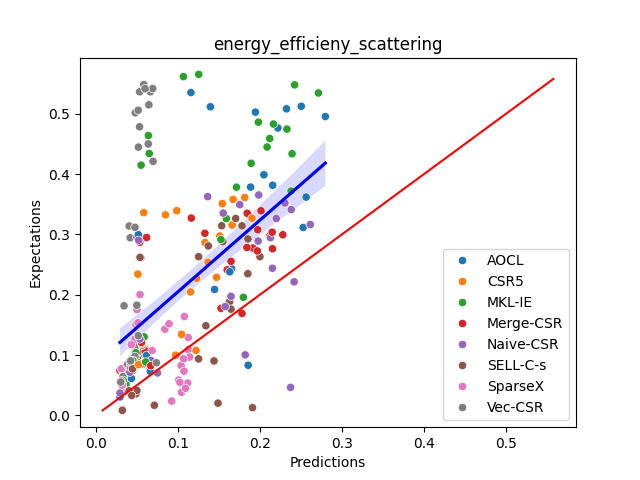 energy_efficieny_scattering
Expectations
0.5
0.4
0.3
0.2
0.1
0.0
AOCL
CSR5
MKL-IE
Merge-CSR
Naive-CSR
SELL-C-s
SparseX
Vec-CSR
0.0 0.1 0.2 0.3 0.4 0.5
Predictions